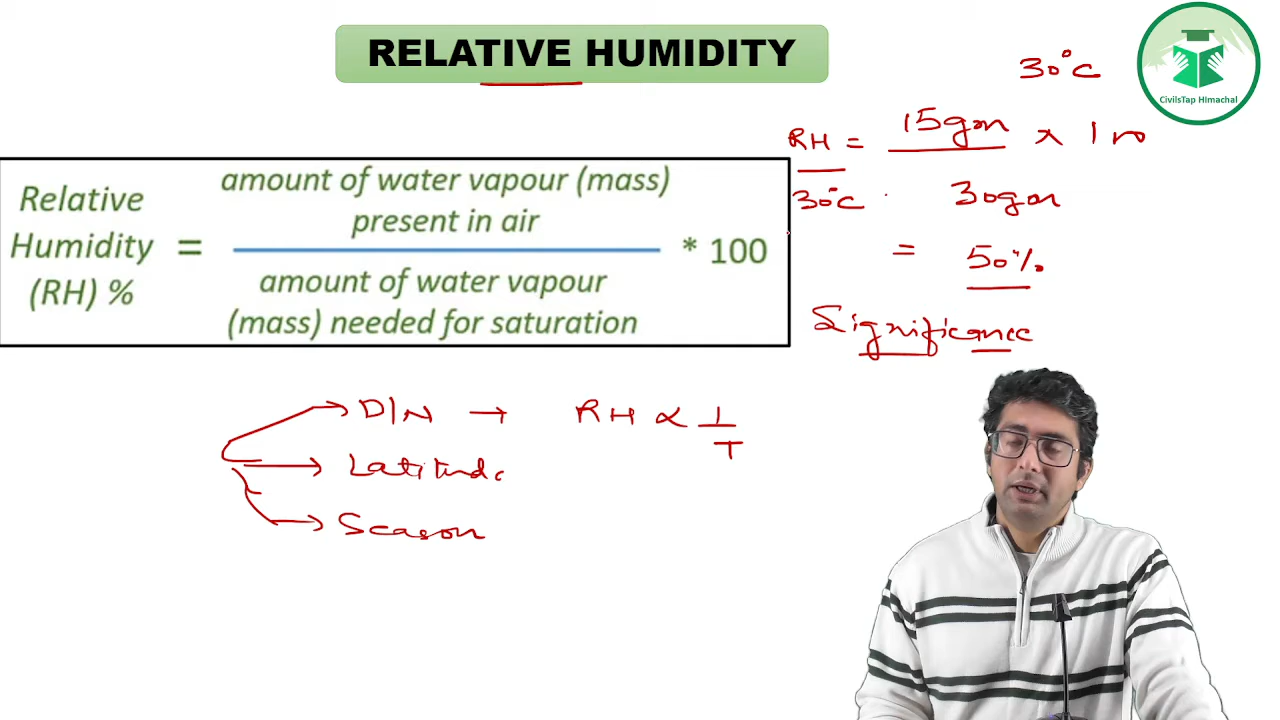 RELATIVE HUMIDITY
30°C
CivilsTap Himachal
RH = 15gm x 100
30°C 30gm
= 50%
Relative Humidity (RH) % = amount of water vapour (mass) present in air * 100
amount of water vapour (mass) needed for saturation
Significance
D/N → RH ∝ 1/T
Latitude
Season